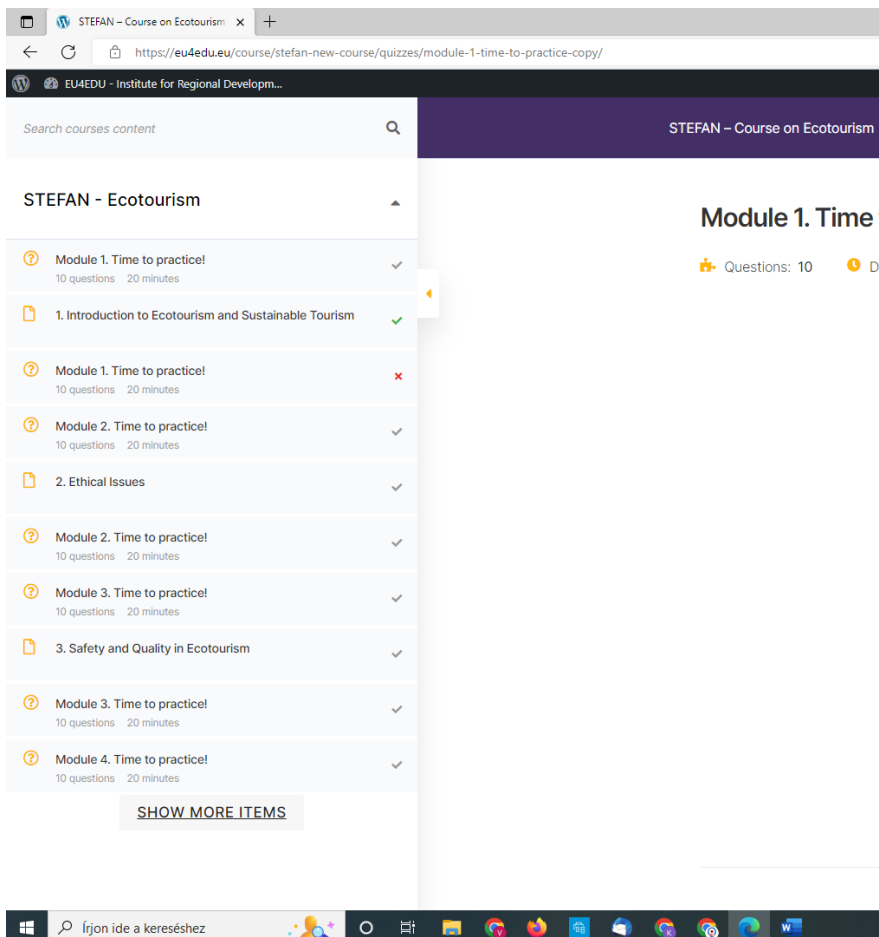 STEFAN – Course on Ecotourism
https://eu4edu.eu/course/stefan-new-course/quizzes/module-1-time-to-practice-copy/
EU4EDU - Institute for Regional Developm...
Search courses content
STEFAN – Course on Ecotourism
STEFAN - Ecotourism
Module 1. Time
Questions: 10 D
Module 1. Time to practice!
10 questions 20 minutes
1. Introduction to Ecotourism and Sustainable Tourism
Module 1. Time to practice!
10 questions 20 minutes
Module 2. Time to practice!
10 questions 20 minutes
2. Ethical Issues
Module 2. Time to practice!
10 questions 20 minutes
Module 3. Time to practice!
10 questions 20 minutes
3. Safety and Quality in Ecotourism
Module 3. Time to practice!
10 questions 20 minutes
Module 4. Time to practice!
10 questions 20 minutes
SHOW MORE ITEMS
Írjon ide a kereséshez